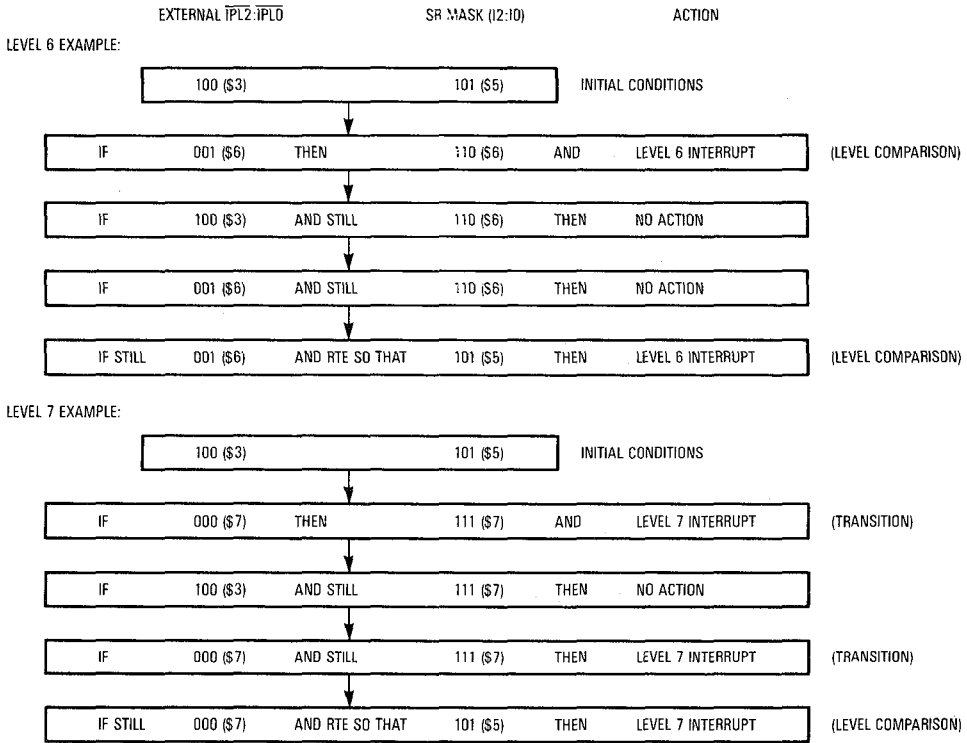 EXTERNAL IPL2:IPL0 SR MASK (I2:I0) ACTION
LEVEL 6 EXAMPLE:
100 ($3) 101 ($5) INITIAL CONDITIONS
IF 001 ($6) THEN 110 ($6) AND LEVEL 6 INTERRUPT (LEVEL COMPARISON)
IF 100 ($3) AND STILL 110 ($6) THEN NO ACTION
IF 001 ($6) AND STILL 110 ($6) THEN NO ACTION
IF STILL 001 ($6) AND RTE SO THAT 101 ($5) THEN LEVEL 6 INTERRUPT (LEVEL COMPARISON)
LEVEL 7 EXAMPLE:
100 ($3) 101 ($5) INITIAL CONDITIONS
IF 000 ($7) THEN 111 ($7) AND LEVEL 7 INTERRUPT (TRANSITION)
IF 100 ($3) AND STILL 111 ($7) THEN NO ACTION
IF 000 ($7) AND STILL 111 ($7) THEN LEVEL 7 INTERRUPT (TRANSITION)
IF STILL 000 ($7) AND RTE SO THAT 101 ($5) THEN LEVEL 7 INTERRUPT (LEVEL COMPARISON)